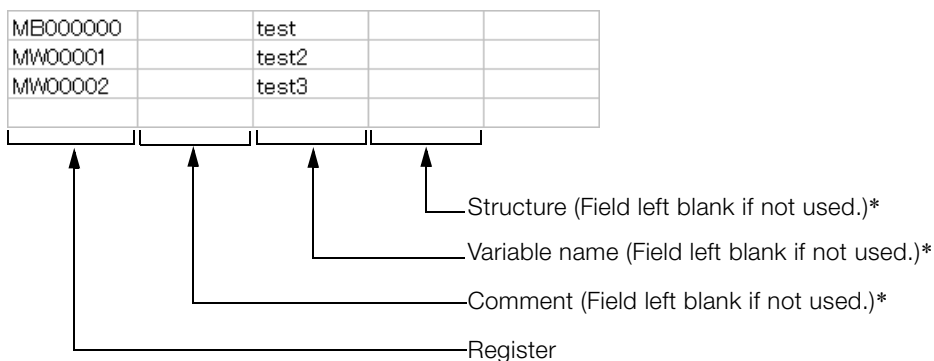 MB000000 test
MW00001 test2
MW00002 test3
Structure (Field left blank if not used.)*
Variable name (Field left blank if not used.)*
Comment (Field left blank if not used.)*
Register